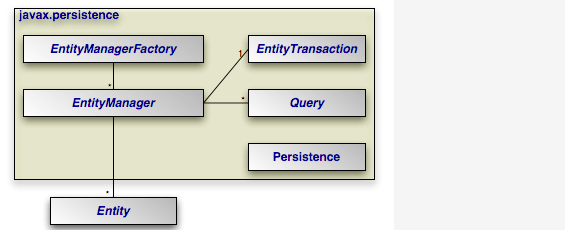 javax.persistence
EntityManagerFactory
EntityTransaction
1
*
EntityManager
*
Query
Persistence
*
Entity